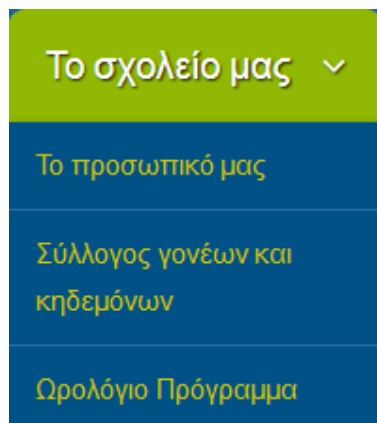 Το σχολείο μας
Το προσωπικό μας
Σύλλογος γονέων και
κηδεμόνων
Ωρολόγιο Πρόγραμμα